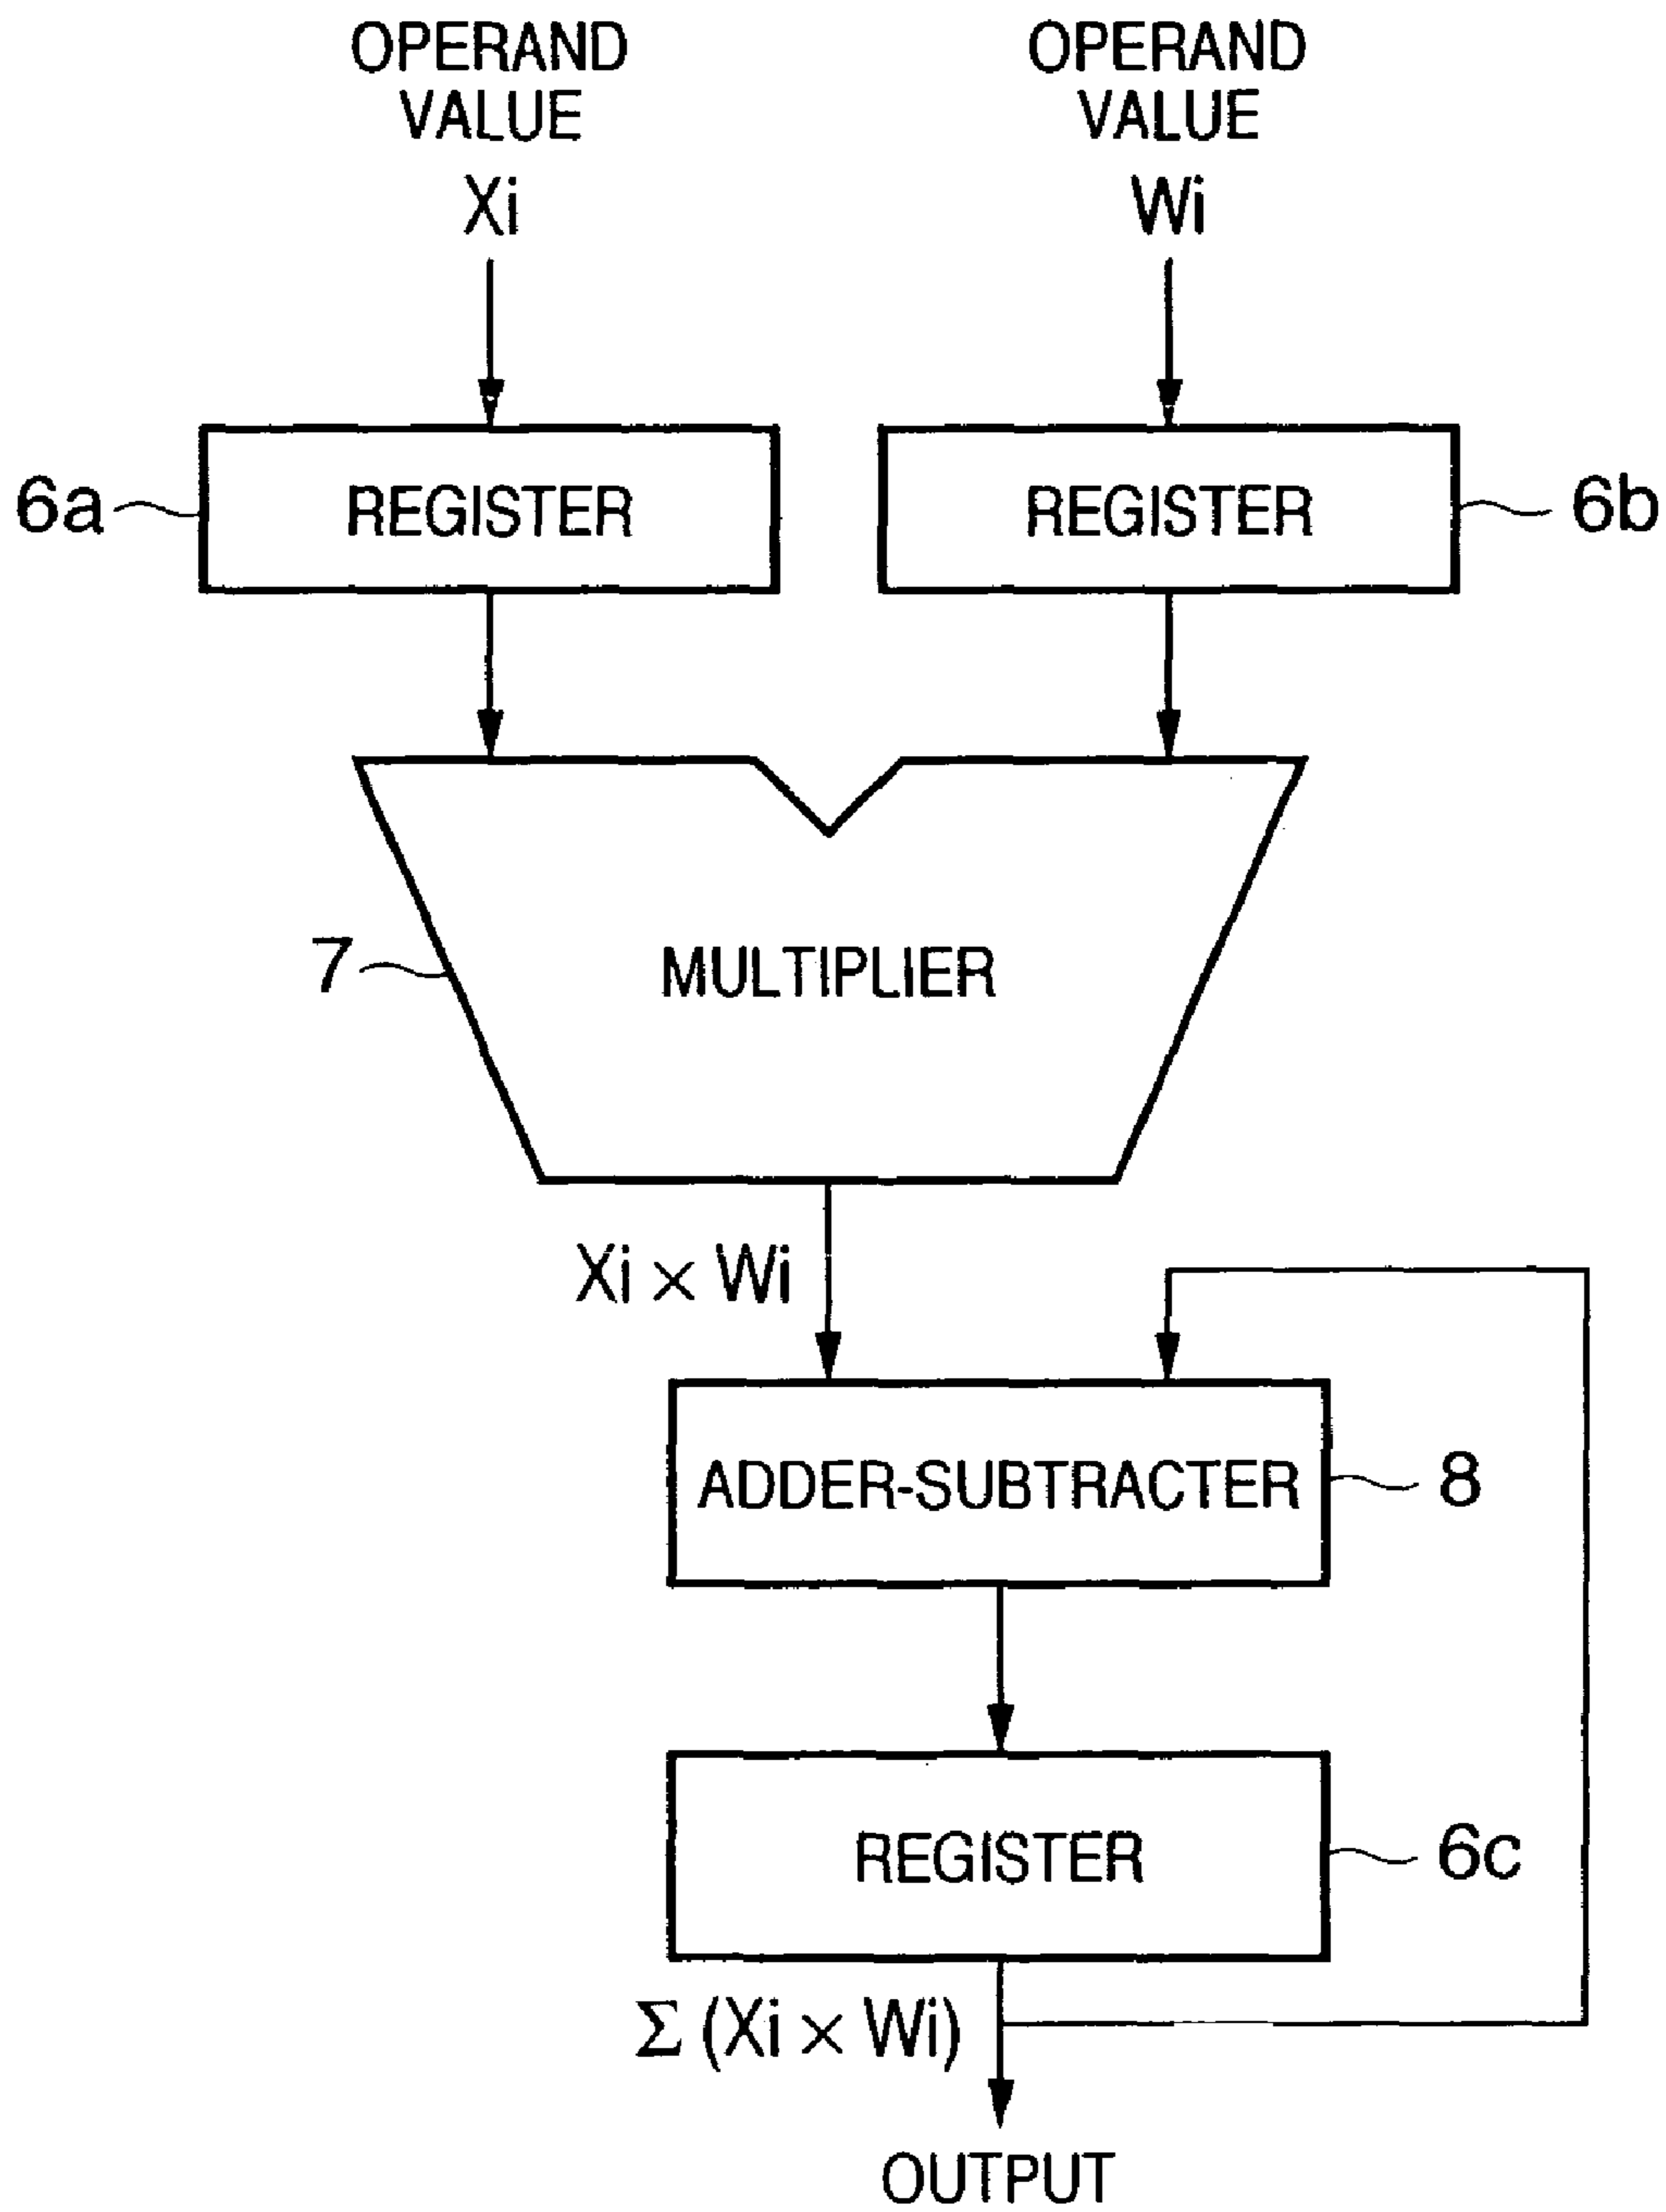 OPERAND
VALUE
Xi
OPERAND
VALUE
Wi
6a
REGISTER
REGISTER
6b
7
MULTIPLIER
Xi × Wi
ADDER-SUBTRACTER
8
REGISTER
6c
Σ (Xi × Wi)
OUTPUT